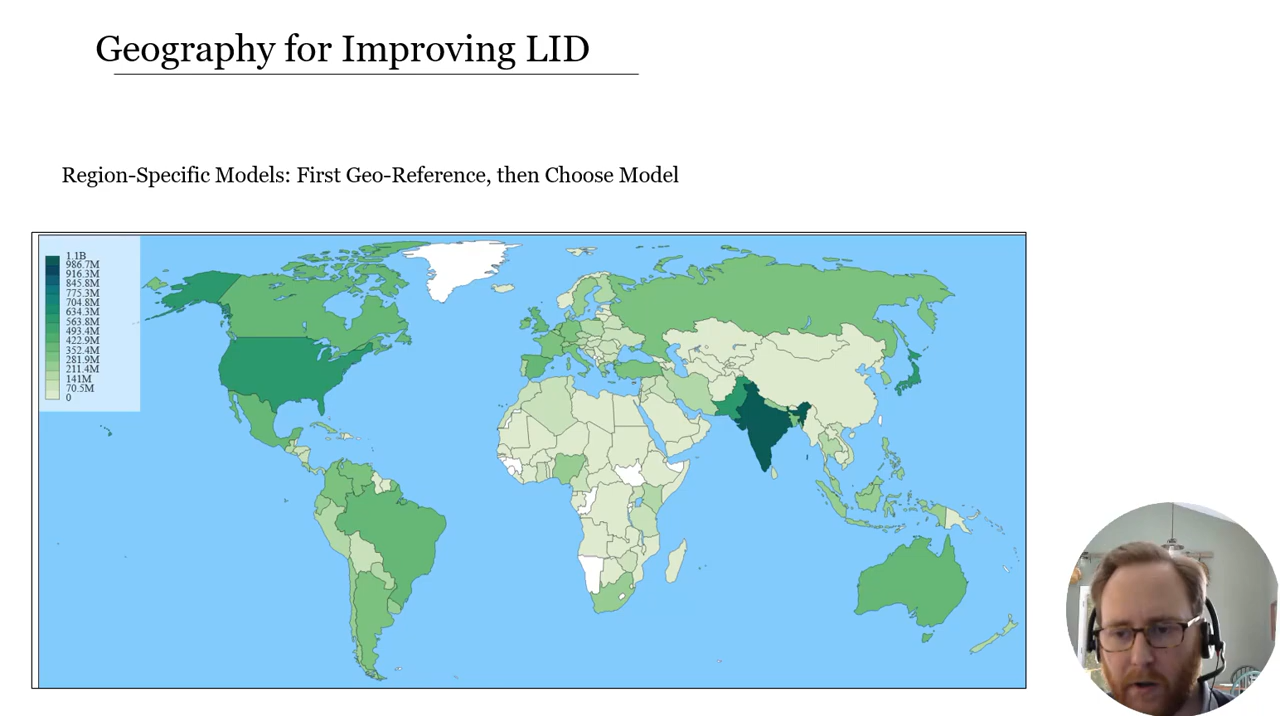 Geography for Improving LID
Region-Specific Models: First Geo-Reference, then Choose Model
1.1B
986.7M
916.3M
845.8M
775.3M
704.8M
634.3M
563.8M
493.4M
422.9M
352.4M
281.9M
211.4M
141M
70.5M
0